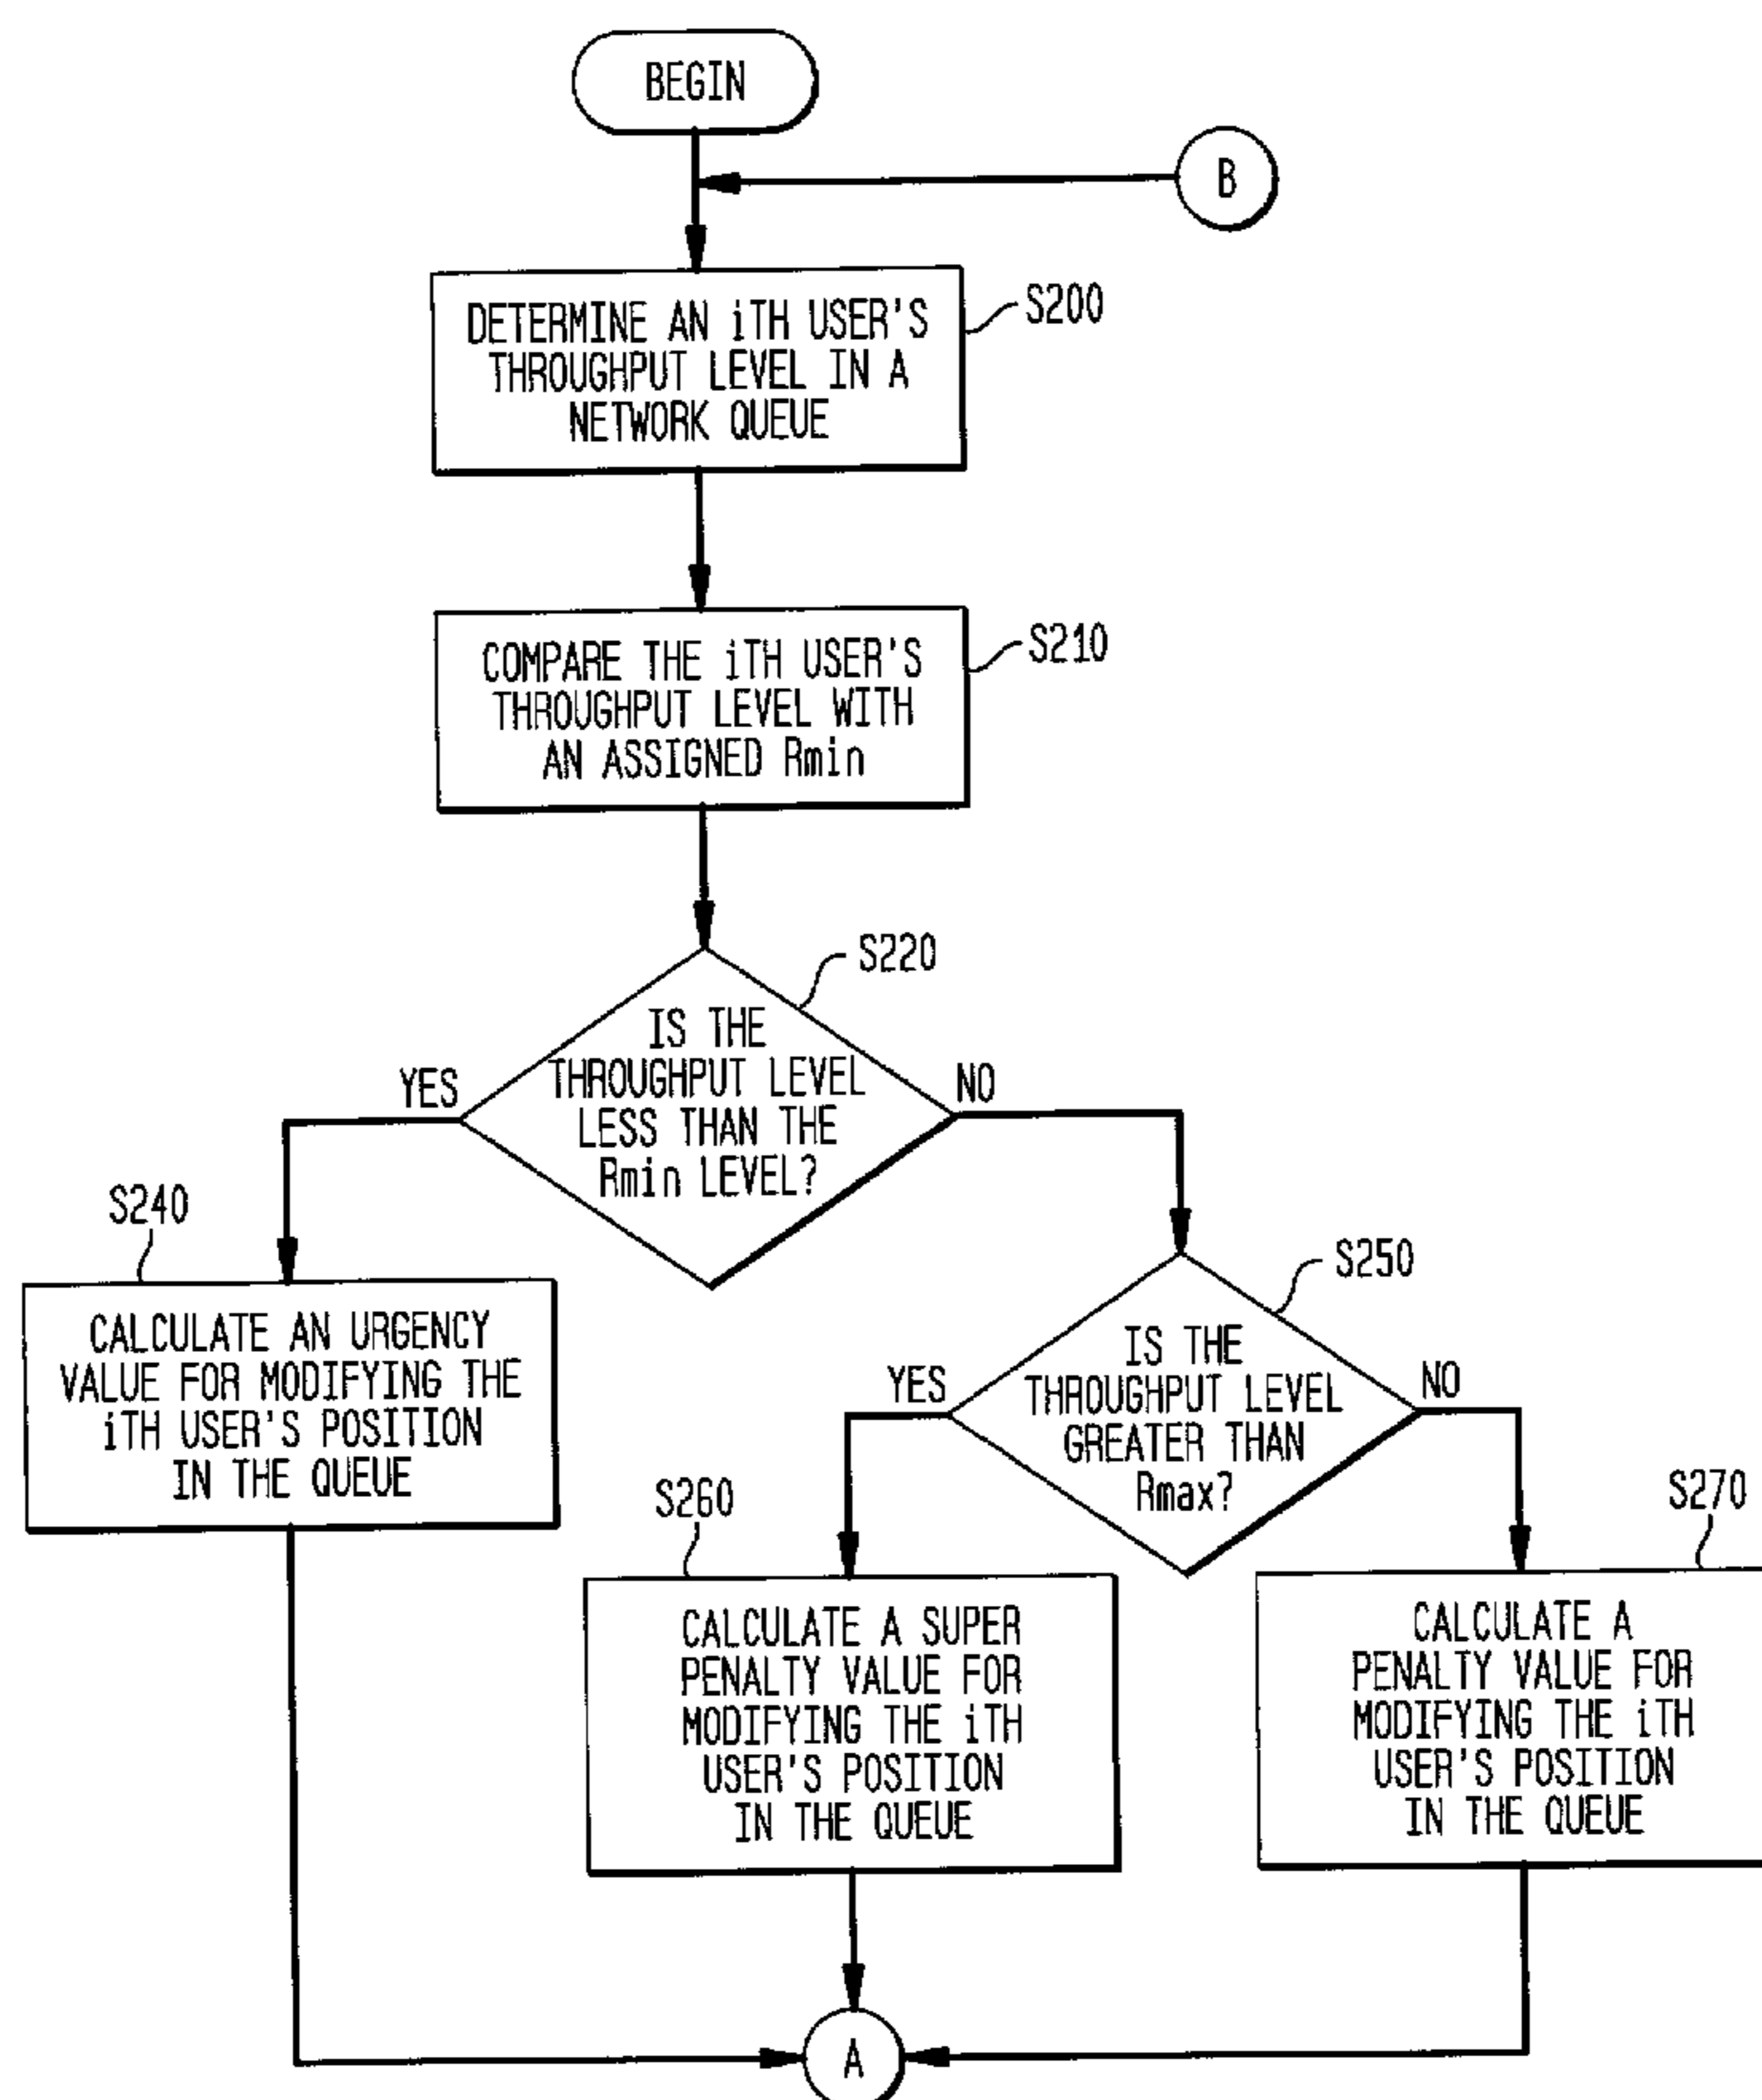 BEGIN
B
DETERMINE AN iTH USER'S
THROUGHPUT LEVEL IN A
NETWORK QUEUE
S200
COMPARE THE iTH USER'S
THROUGHPUT LEVEL WITH
AN ASSIGNED Rmin
S210
S220
IS THE
THROUGHPUT LEVEL
LESS THAN THE
Rmin LEVEL?
YES
NO
S240
CALCULATE AN URGENCY
VALUE FOR MODIFYING THE
iTH USER'S POSITION
IN THE QUEUE
S250
IS THE
THROUGHPUT LEVEL
GREATER THAN
Rmax?
YES
NO
S260
CALCULATE A SUPER
PENALTY VALUE FOR
MODIFYING THE iTH
USER'S POSITION
IN THE QUEUE
S270
CALCULATE A
PENALTY VALUE FOR
MODIFYING THE iTH
USER'S POSITION
IN THE QUEUE
A